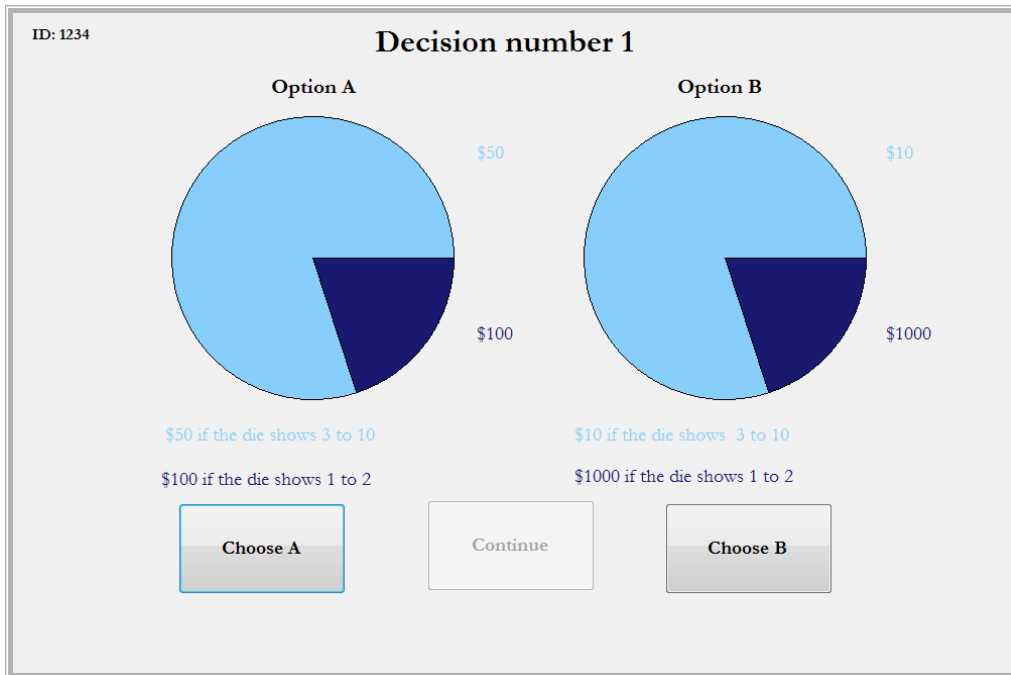 ID: 1234
Decision number 1
Option A
Option B
$50
$10
$100
$1000
$50 if the die shows 3 to 10
$10 if the die shows  3 to 10
$100 if the die shows 1 to 2
$1000 if the die shows 1 to 2
Choose A
Continue
Choose B